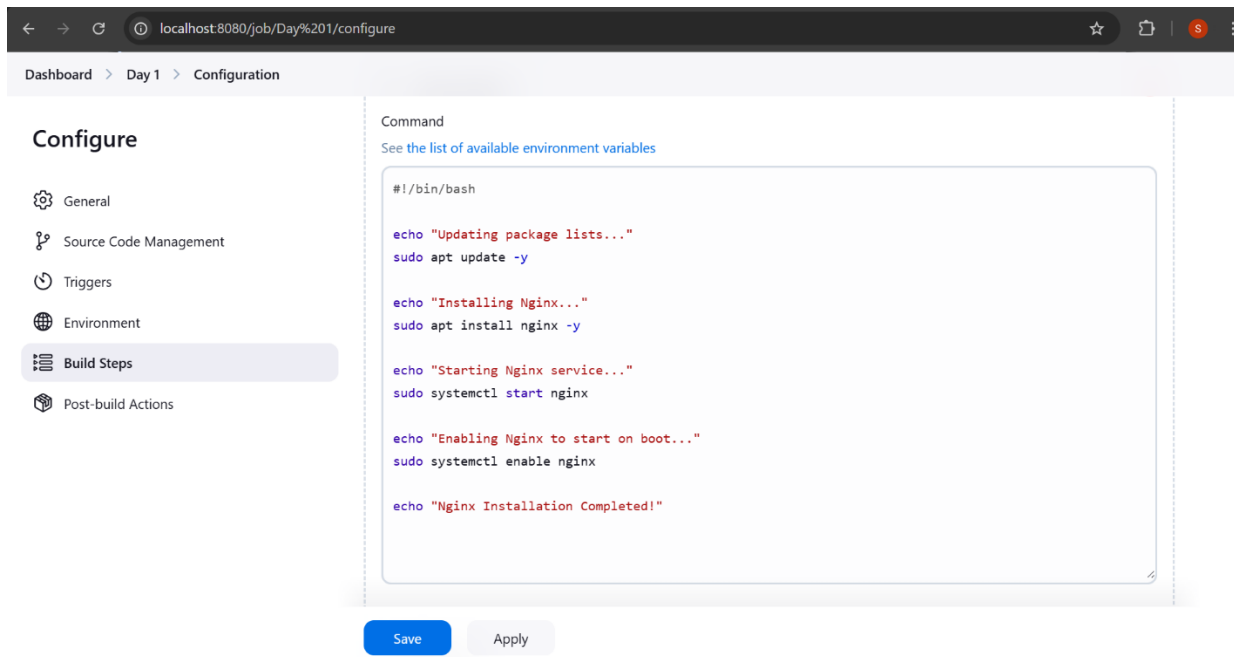 localhost:8080/job/Day%201/configure
S
Dashboard > Day 1 > Configuration
Configure
General
Source Code Management
Triggers
Environment
Build Steps
Post-build Actions
Command
See the list of available environment variables
#!/bin/bash
echo "Updating package lists..."
sudo apt update -y
echo "Installing Nginx..."
sudo apt install nginx -y
echo "Starting Nginx service..."
sudo systemctl start nginx
echo "Enabling Nginx to start on boot..."
sudo systemctl enable nginx
echo "Nginx Installation Completed!"
Save
Apply